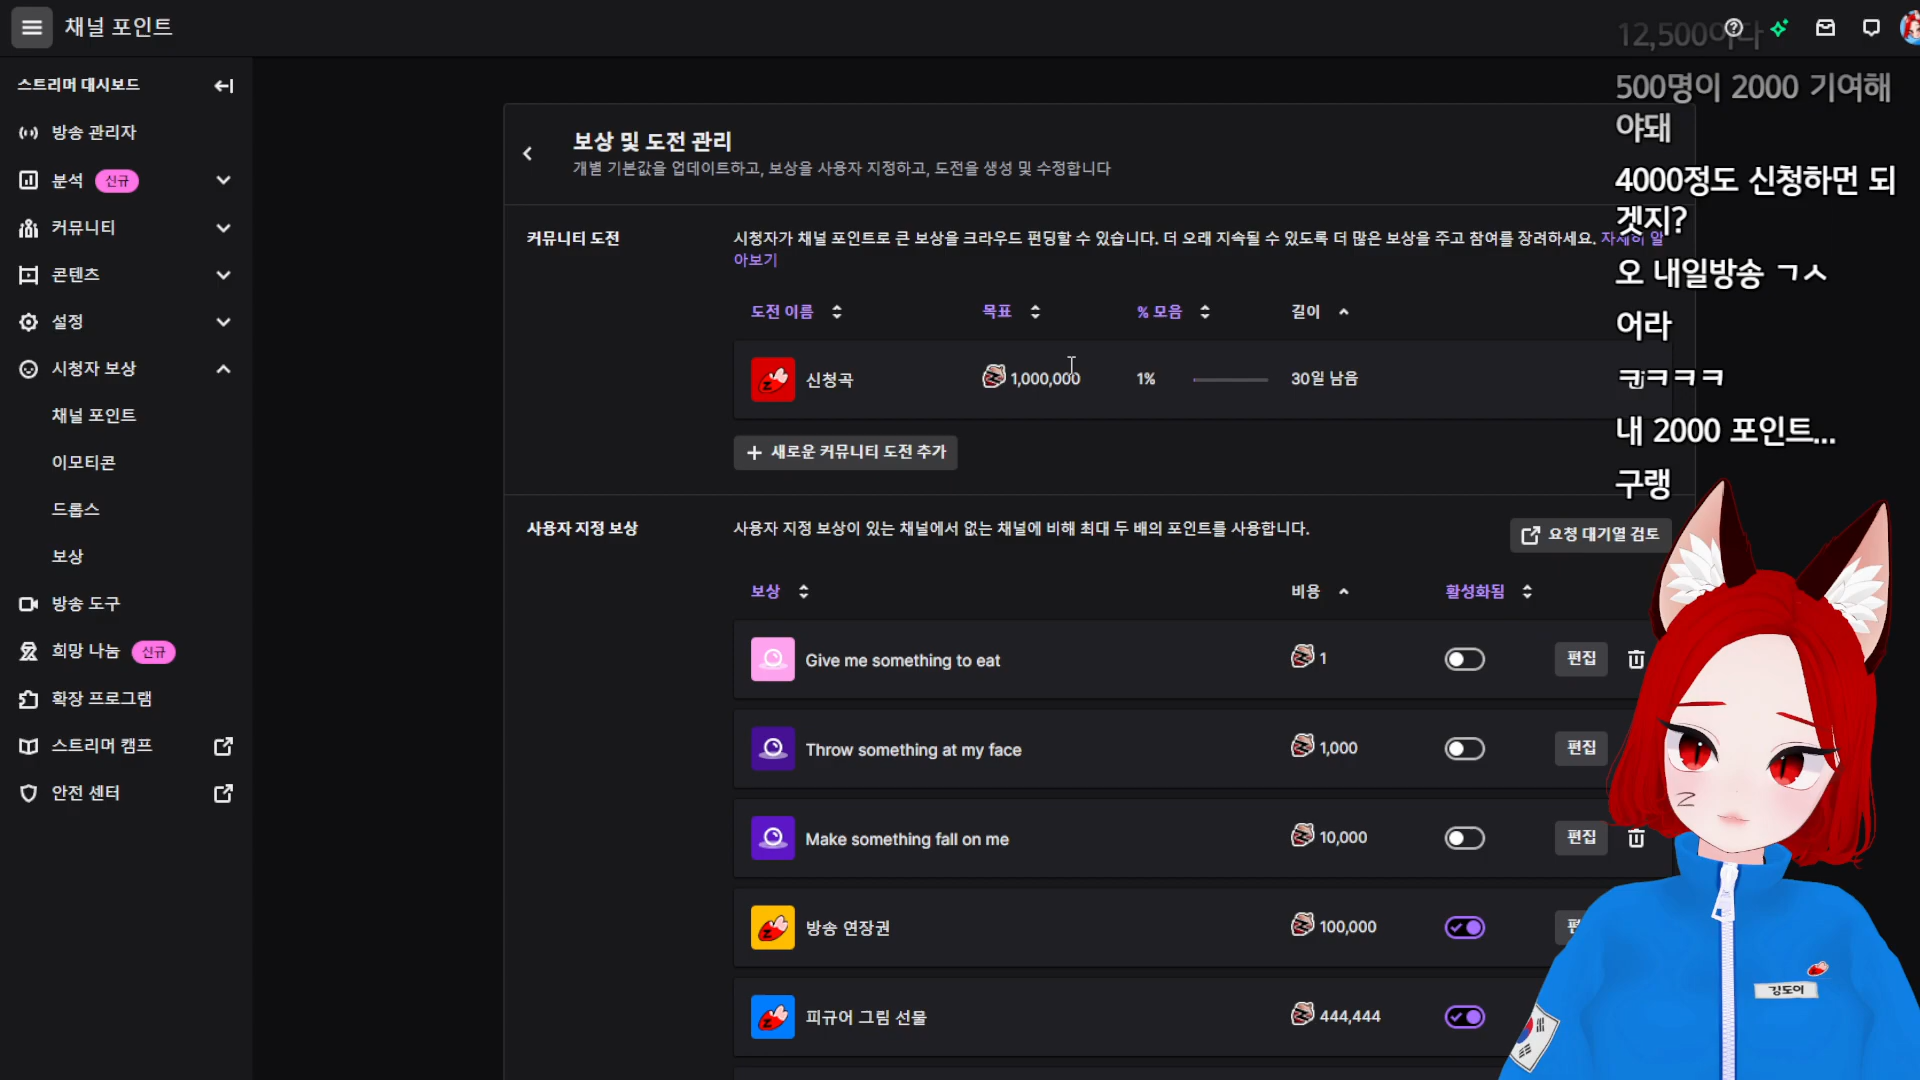 채널 포인트
스트리머 대시보드
방송 관리자
분석 신규
커뮤니티
콘텐츠
설정
시청자 보상
채널 포인트
이모티콘
드롭스
보상
방송 도구
희망 나눔 신규
확장 프로그램
스트리머 캠프
안전 센터
보상 및 도전 관리
개별 기본값을 업데이트하고, 보상을 사용자 지정하고, 도전을 생성 및 수정합니다
커뮤니티 도전
시청자가 채널 포인트로 큰 보상을 크라우드 펀딩할 수 있습니다. 더 오래 지속될 수 있도록 더 많은 보상을 주고 참여를 장려하세요. 자세히 알
아보기
도전 이름 목표 % 모음 길이
신청곡 1,000,000 1% 30일 남음
새로운 커뮤니티 도전 추가
사용자 지정 보상
사용자 지정 보상이 있는 채널에서 없는 채널에 비해 최대 두 배의 포인트를 사용합니다.
요청 대기열 검토
보상 비용 활성화됨
Give me something to eat 1 편집
Throw something at my face 1,000 편집
Make something fall on me 10,000 편집
방송 연장권 100,000
피규어 그림 선물 444,444
12,500이다
500명이 2000 기여해
야돼
4000정도 신청하먼 되
겟지?
오 내일방송 ㄱㅅ
어라
ㅋㅋㅋㅋ
내 2000 포인트...
구랭
깅도이